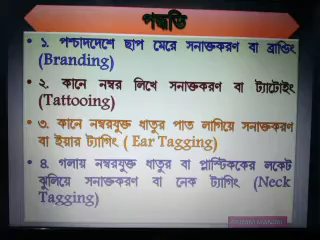 পদ্ধতি
• ১. পশ্চাদদেশে ছাপ মেরে সনাক্তকরণ বা ব্রান্ডিং
(Branding)
• ২. কানে নম্বর লিখে সনাক্তকরণ বা ট্যাটোইং
(Tattooing)
• ৩. কানে নম্বরযুক্ত ধাতুর পাত লাগিয়ে সনাক্তকরণ
বা ইয়ার ট্যাগিং ( Ear Tagging)
• ৪. গলায় নম্বরযুক্ত ধাতুর বা প্লাস্টিককের লকেট
ঝুলিয়ে সনাক্তকরণ বা নেক ট্যাগিং (Neck
Tagging)